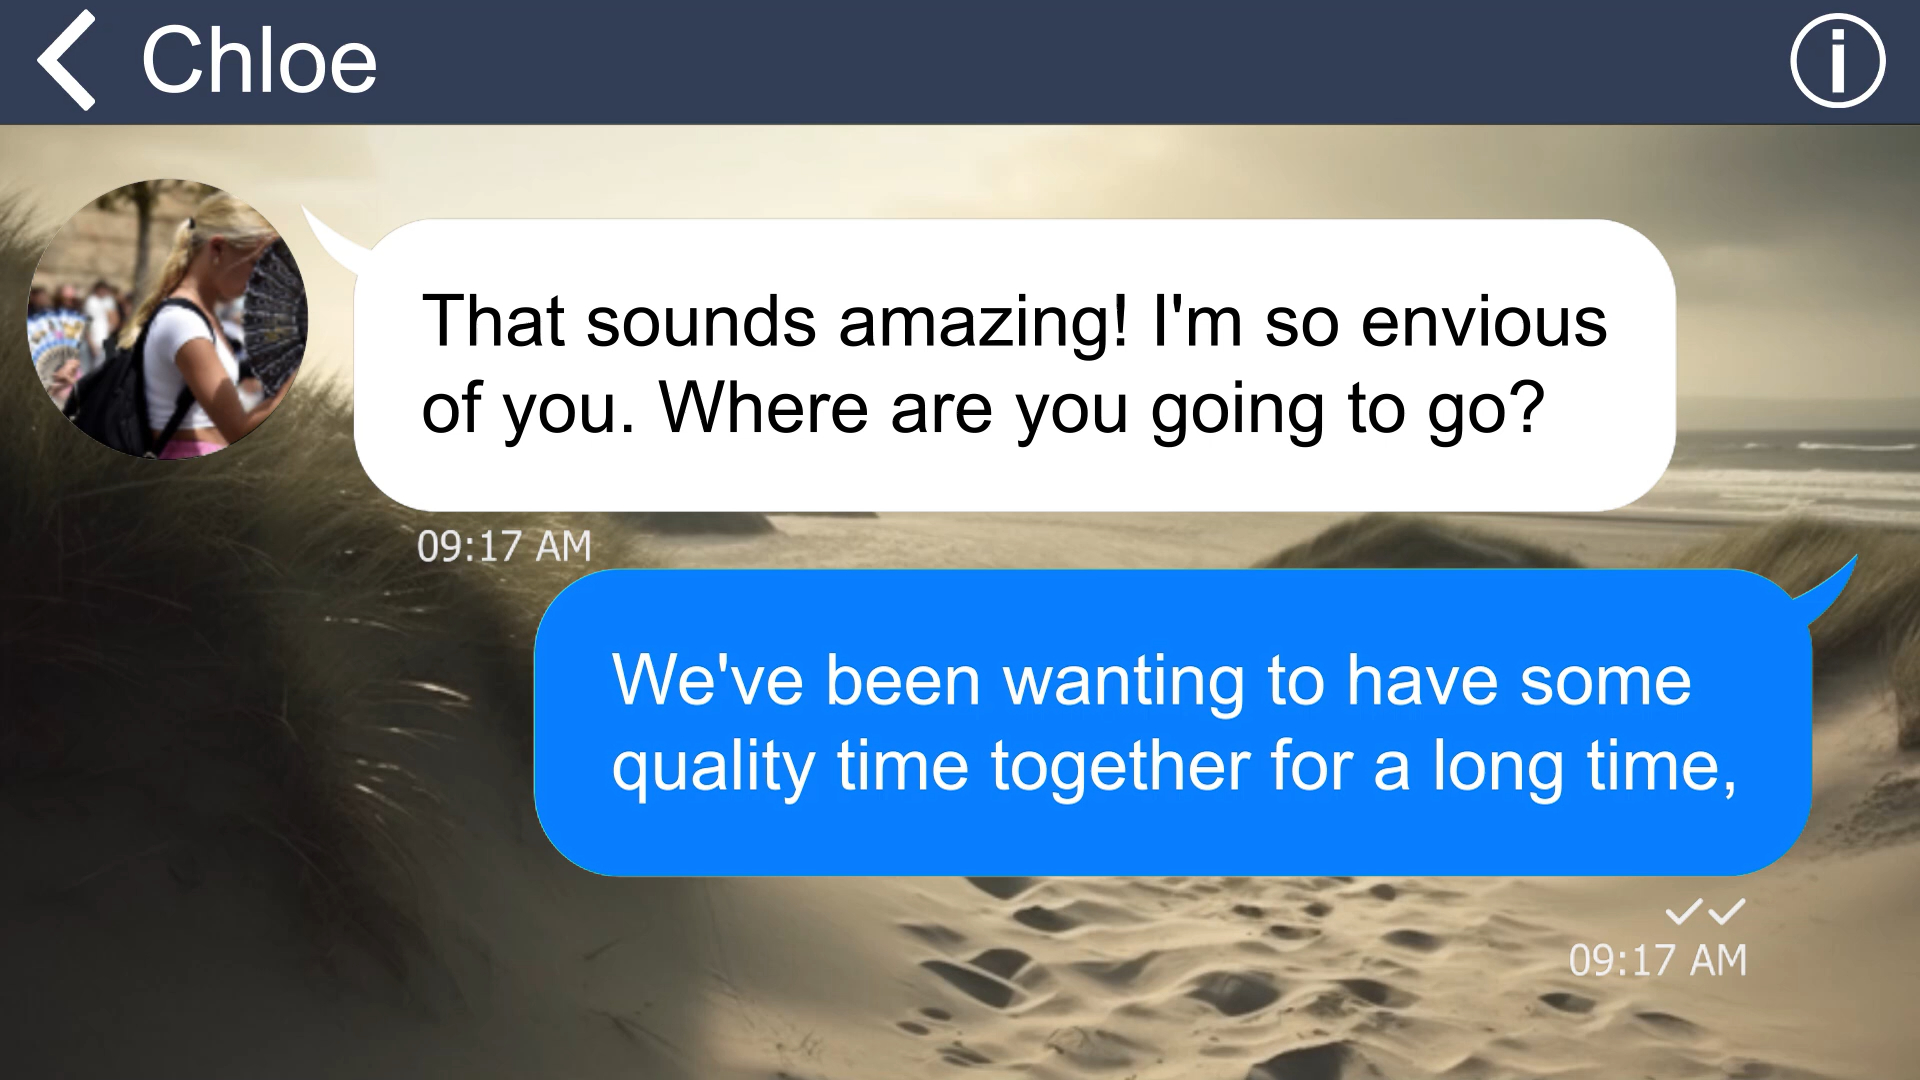 Chloe
That sounds amazing! I'm so envious
of you. Where are you going to go?
09:17 AM
We've been wanting to have some
quality time together for a long time,
09:17 AM